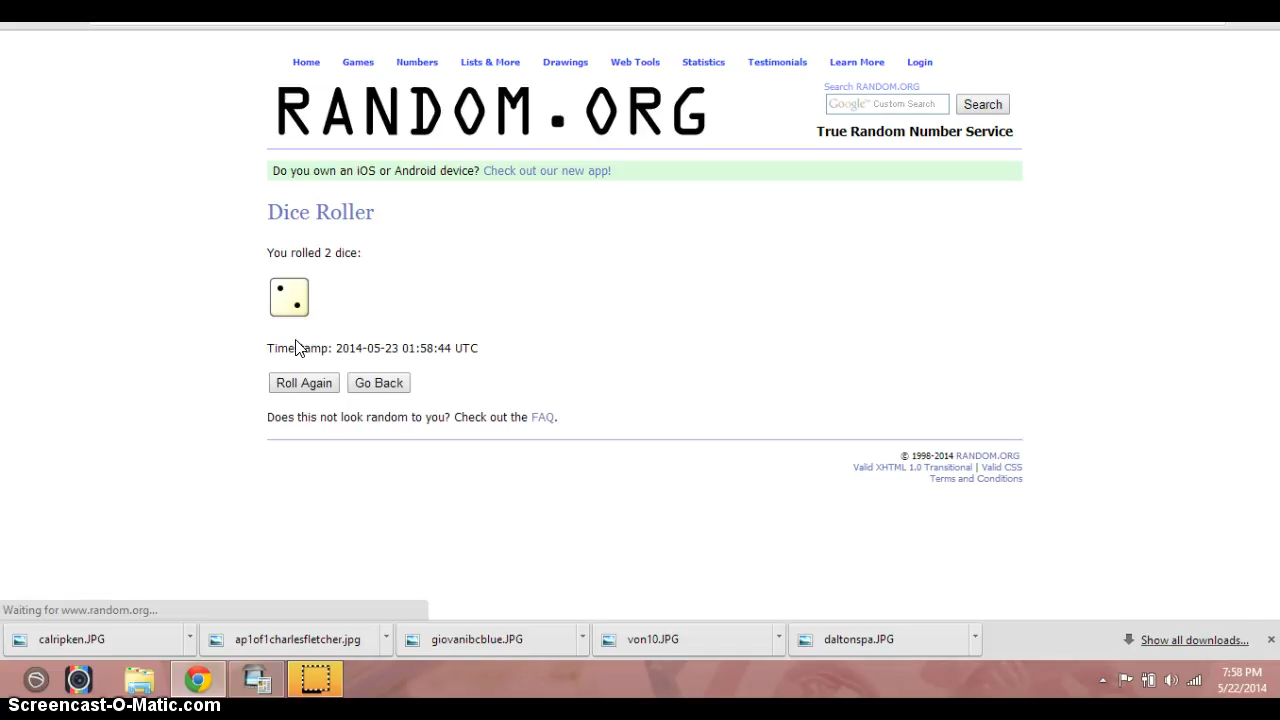 Home Games Numbers Lists & More Drawings Web Tools Statistics Testimonials Learn More Login
RANDOM.ORG
Search RANDOM.ORG
Google™ Custom Search Search
True Random Number Service
Do you own an iOS or Android device? Check out our new app!
Dice Roller
You rolled 2 dice:
Timestamp: 2014-05-23 01:58:44 UTC
Roll Again Go Back
Does this not look random to you? Check out the FAQ.
© 1998-2014 RANDOM.ORG
Valid XHTML 1.0 Transitional | Valid CSS
Terms and Conditions
Waiting for www.random.org...
calripken.JPG ap1of1charlesfletcher.jpg giovanibcblue.JPG von10.JPG daltonspa.JPG Show all downloads...
7:58 PM
5/22/2014
Screencast-O-Matic.com